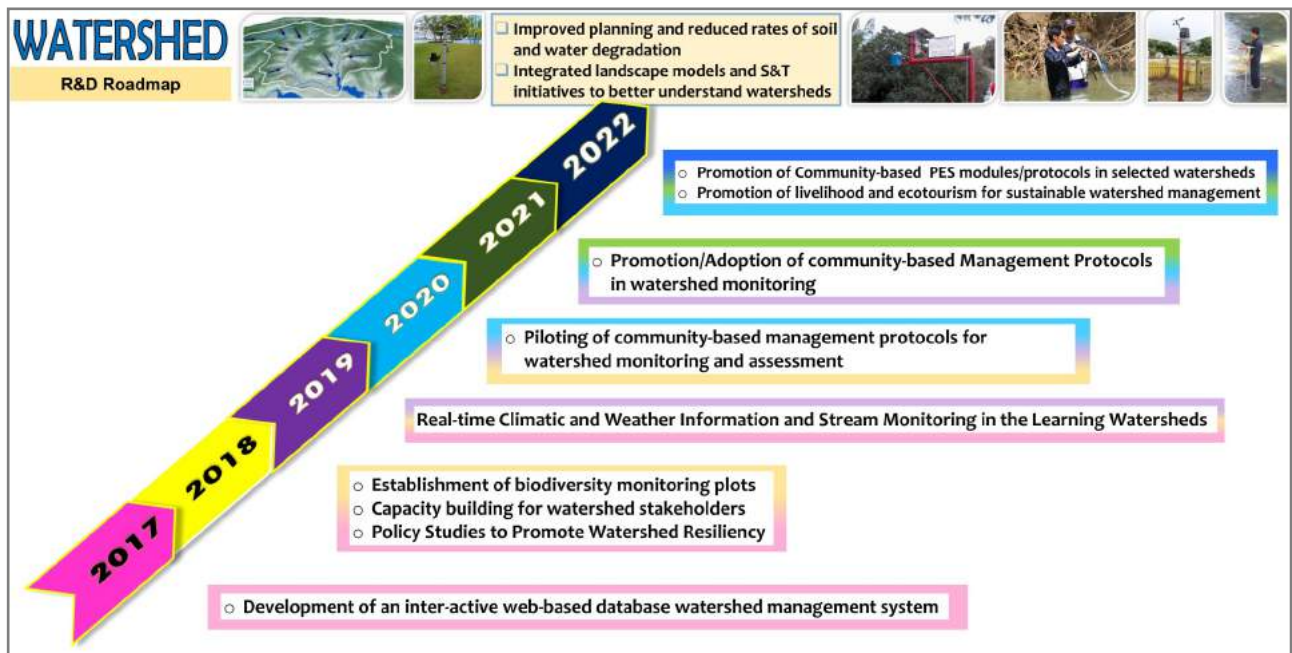 WATERSHED
R&D Roadmap
❑ Improved planning and reduced rates of soil
and water degradation
❑ Integrated landscape models and S&T
initiatives to better understand watersheds
2022
○ Promotion of Community-based PES modules/protocols in selected watersheds
○ Promotion of livelihood and ecotourism for sustainable watershed management
2021
○ Promotion/Adoption of community-based Management Protocols
in watershed monitoring
2020
○ Piloting of community-based management protocols for
watershed monitoring and assessment
2019
Real-time Climatic and Weather Information and Stream Monitoring in the Learning Watersheds
2018
○ Establishment of biodiversity monitoring plots
○ Capacity building for watershed stakeholders
○ Policy Studies to Promote Watershed Resiliency
2017
○ Development of an inter-active web-based database watershed management system